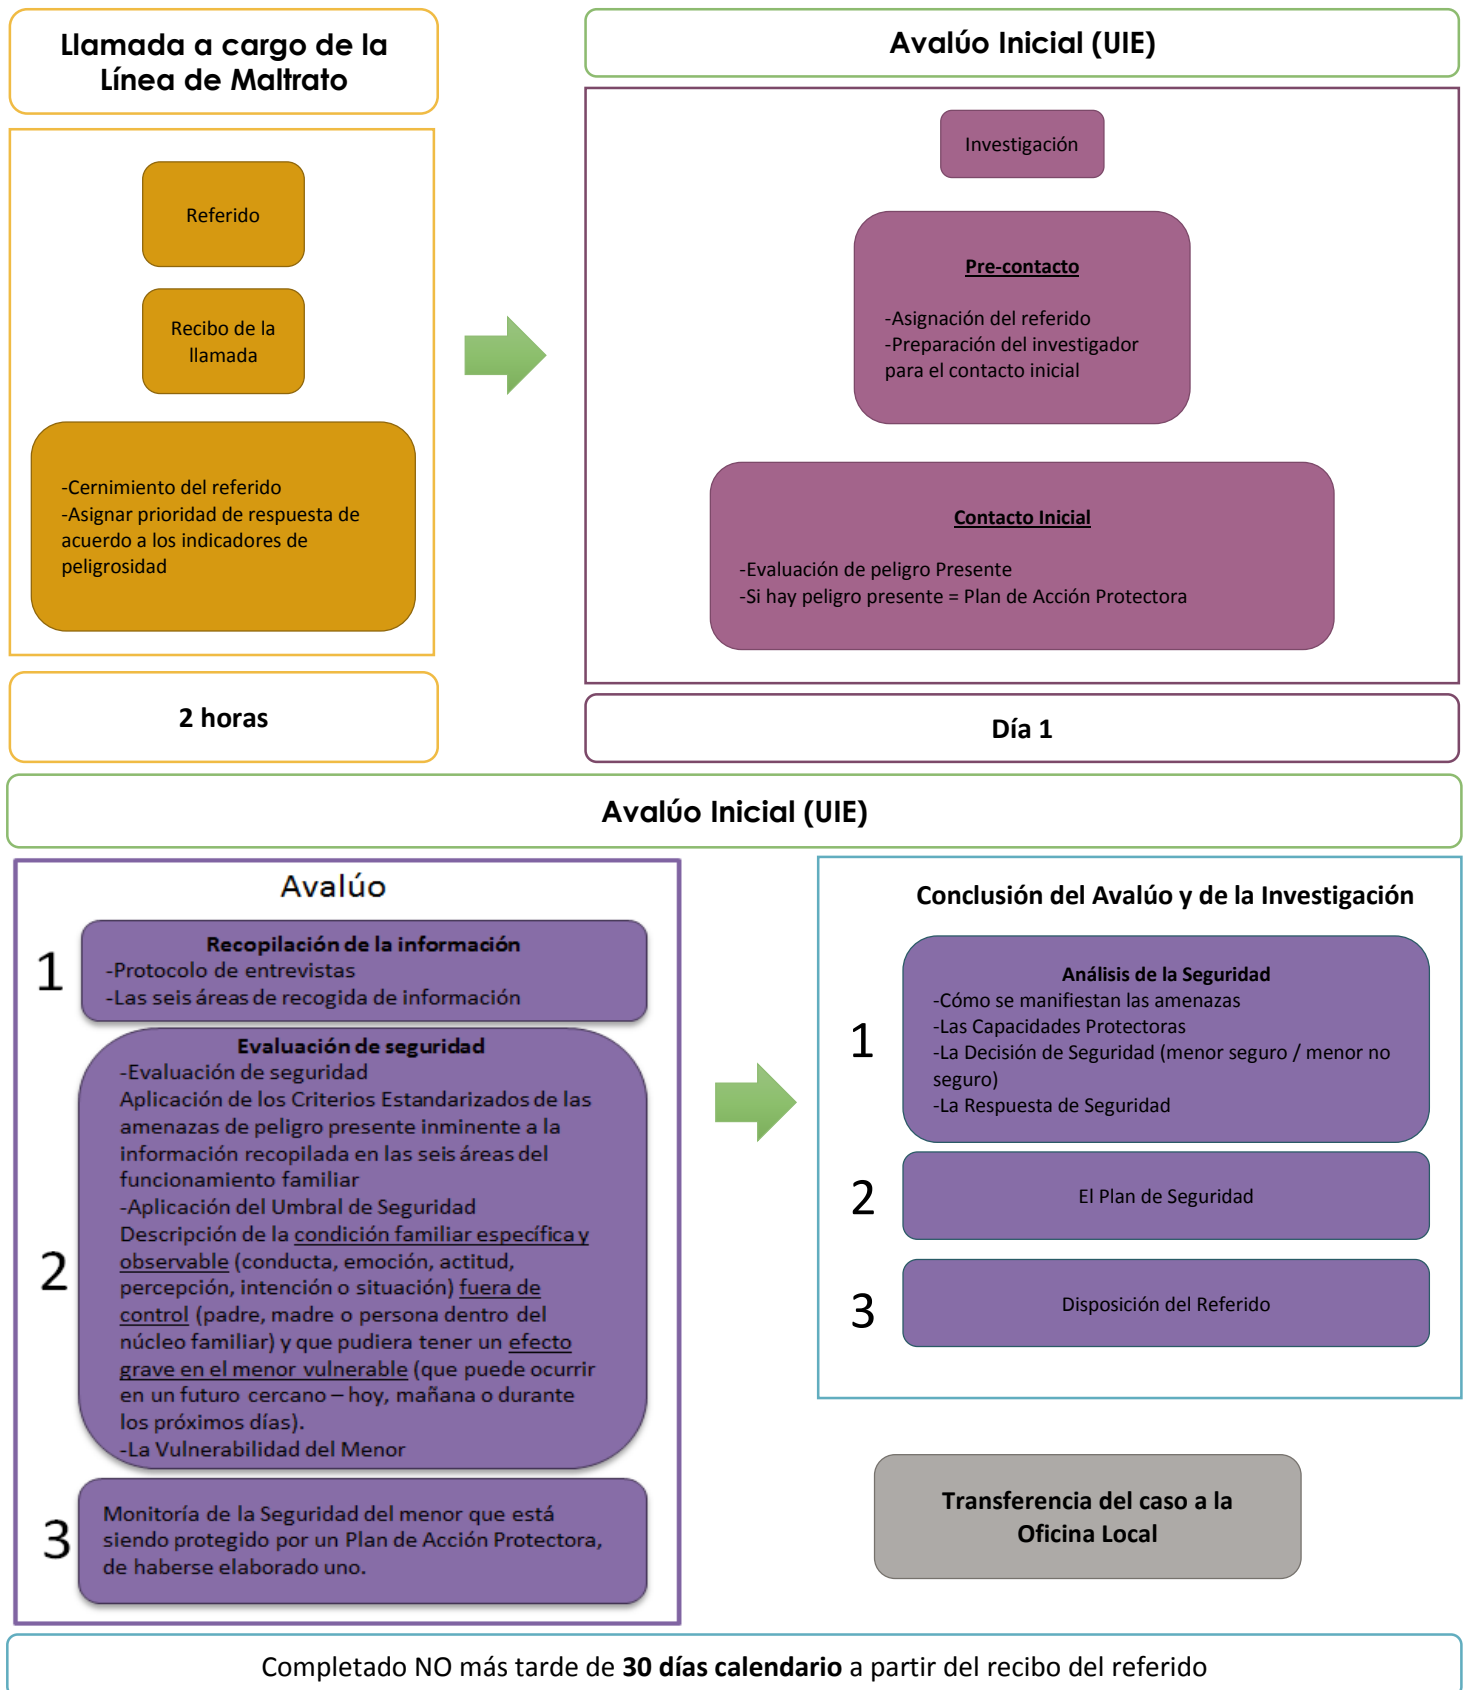 Llamada a cargo de la
Línea de Maltrato
Referido
Recibo de la
llamada
-Cernimiento del referido
-Asignar prioridad de respuesta de
acuerdo a los indicadores de
peligrosidad
2 horas
Avalúo Inicial (UIE)
Investigación
Pre-contacto
-Asignación del referido
-Preparación del investigador
para el contacto inicial
Contacto Inicial
-Evaluación de peligro Presente
-Si hay peligro presente = Plan de Acción Protectora
Día 1
Avalúo Inicial (UIE)
Avalúo
1
Recopilación de la información
-Protocolo de entrevistas
-Las seis áreas de recogida de información
2
Evaluación de seguridad
-Evaluación de seguridad
Aplicación de los Criterios Estandarizados de las
amenazas de peligro presente inminente a la
información recopilada en las seis áreas del
funcionamiento familiar
-Aplicación del Umbral de Seguridad
Descripción de la condición familiar específica y
observable (conducta, emoción, actitud,
percepción, intención o situación) fuera de
control (padre, madre o persona dentro del
núcleo familiar) y que pudiera tener un efecto
grave en el menor vulnerable (que puede ocurrir
en un futuro cercano – hoy, mañana o durante
los próximos días).
-La Vulnerabilidad del Menor
3
Monitoría de la Seguridad del menor que está
siendo protegido por un Plan de Acción Protectora,
de haberse elaborado uno.
Conclusión del Avalúo y de la Investigación
1
Análisis de la Seguridad
-Cómo se manifiestan las amenazas
-Las Capacidades Protectoras
-La Decisión de Seguridad (menor seguro / menor no
seguro)
-La Respuesta de Seguridad
2
El Plan de Seguridad
3
Disposición del Referido
Transferencia del caso a la
Oficina Local
Completado NO más tarde de 30 días calendario a partir del recibo del referido